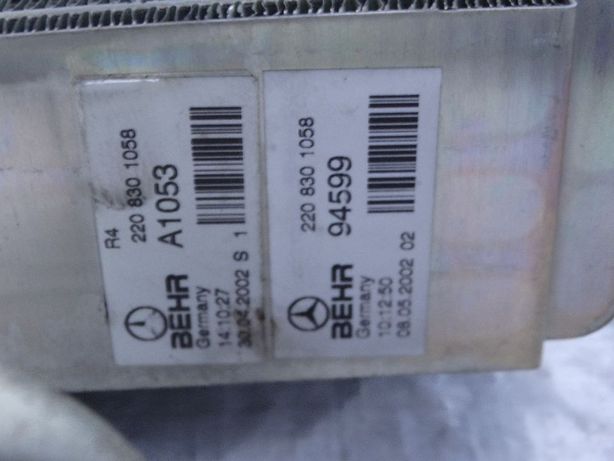 R4
220 830 1058
A1053
BEHR
Germany
14:10:27
30.04.2002 S 1
220 830 1058
94599
BEHR
Germany
10:12:50
08.05.2002 02